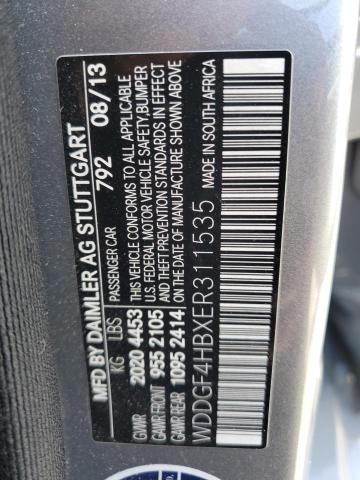 MFD BY DAIMLER AG STUTTGART
PASSENGER CAR 792 08/13
KG LBS
GVWR 2020 4453
GAWR FRONT 955 2105
GAWR REAR 1095 2414
THIS VEHICLE CONFORMS TO ALL APPLICABLE
U.S. FEDERAL MOTOR VEHICLE SAFETY, BUMPER
AND THEFT PREVENTION STANDARDS IN EFFECT
ON THE DATE OF MANUFACTURE SHOWN ABOVE
WDDGF4HBXER311535
MADE IN SOUTH AFRICA